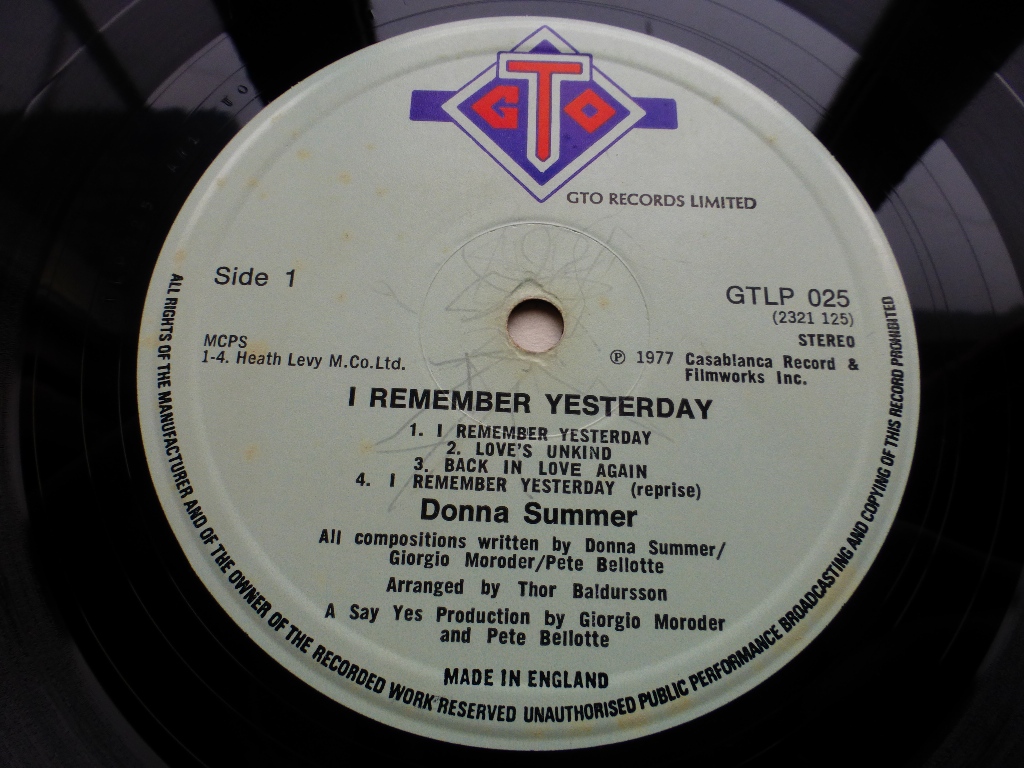 GTO
GTO RECORDS LIMITED
Side 1
GTLP 025
(2321 125)
STEREO
MCPS
1-4. Heath Levy M.Co.Ltd.
℗ 1977 Casablanca Record &
Filmworks Inc.
I REMEMBER YESTERDAY
1. I REMEMBER YESTERDAY
2. LOVE'S UNKIND
3. BACK IN LOVE AGAIN
4. I REMEMBER YESTERDAY (reprise)
Donna Summer
All compositions written by Donna Summer/
Giorgio Moroder/Pete Bellotte
Arranged by Thor Baldursson
A Say Yes Production by Giorgio Moroder
and Pete Bellotte
MADE IN ENGLAND
ALL RIGHTS OF THE MANUFACTURER AND OF THE OWNER OF THE RECORDED WORK RESERVED UNAUTHORISED PUBLIC PERFORMANCE BROADCASTING AND COPYING OF THIS RECORD PROHIBITED